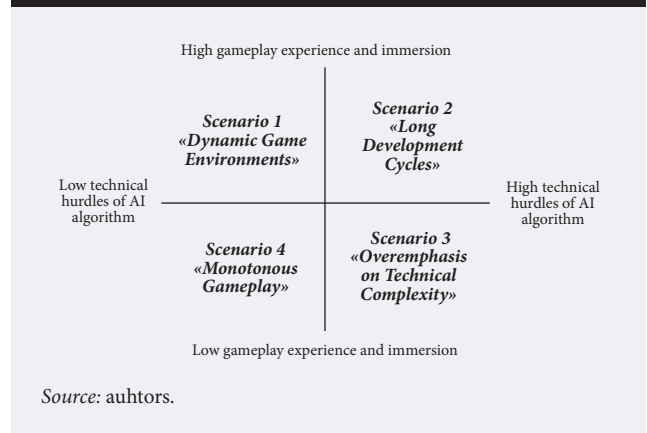 High gameplay experience and immersion
Scenario 1
«Dynamic Game
Environments»
Scenario 2
«Long
Development
Cycles»
Low technical
hurdles of AI
algorithm
High technical
hurdles of AI
algorithm
Scenario 4
«Monotonous
Gameplay»
Scenario 3
«Overemphasis
on Technical
Complexity»
Low gameplay experience and immersion
Source: auhtors.